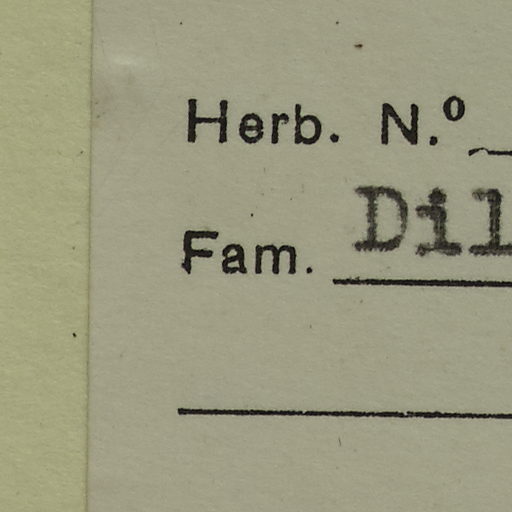 Herb. N.º
Fam. Dil